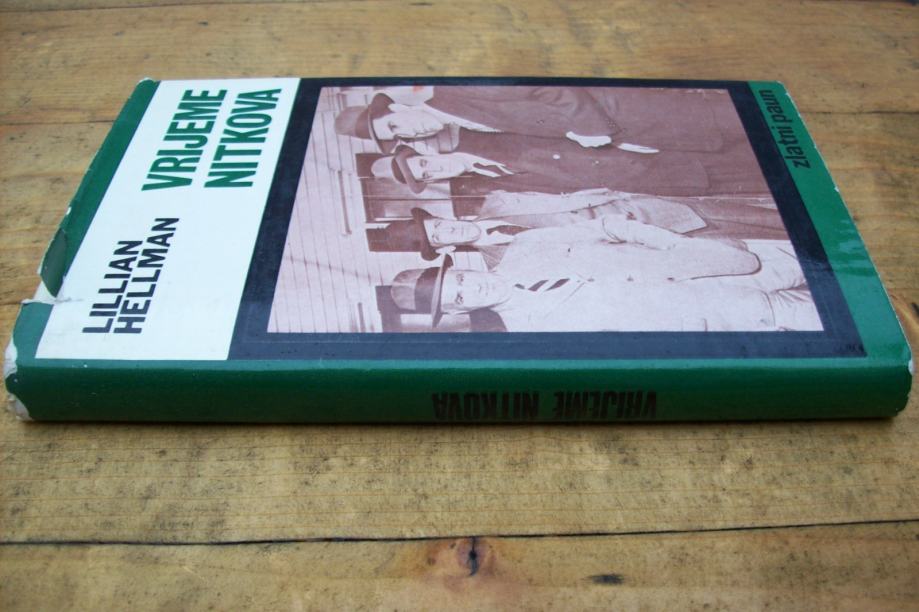 LILLIAN
HELLMAN
VRIJEME
NITKOVA
zlatni paun
VRIJEME NITKOVA